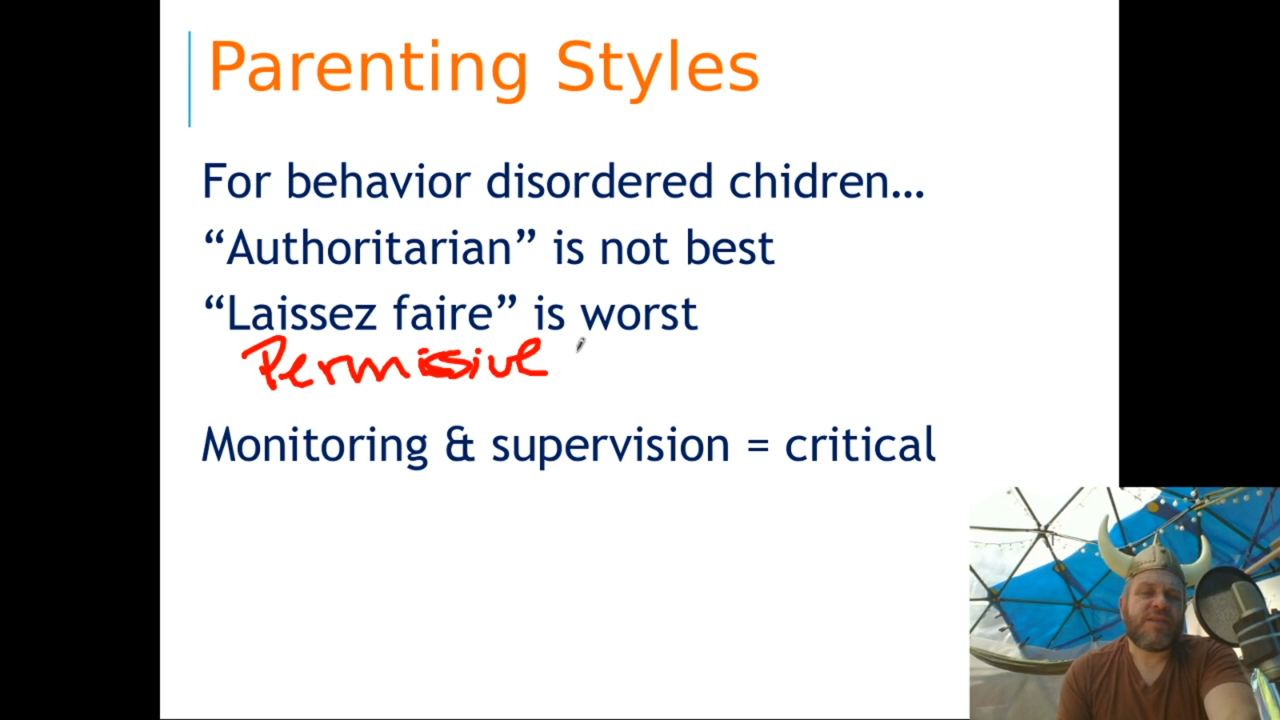 Parenting Styles
For behavior disordered chidren…
“Authoritarian” is not best
“Laissez faire” is worst
Permissive
Monitoring & supervision = critical